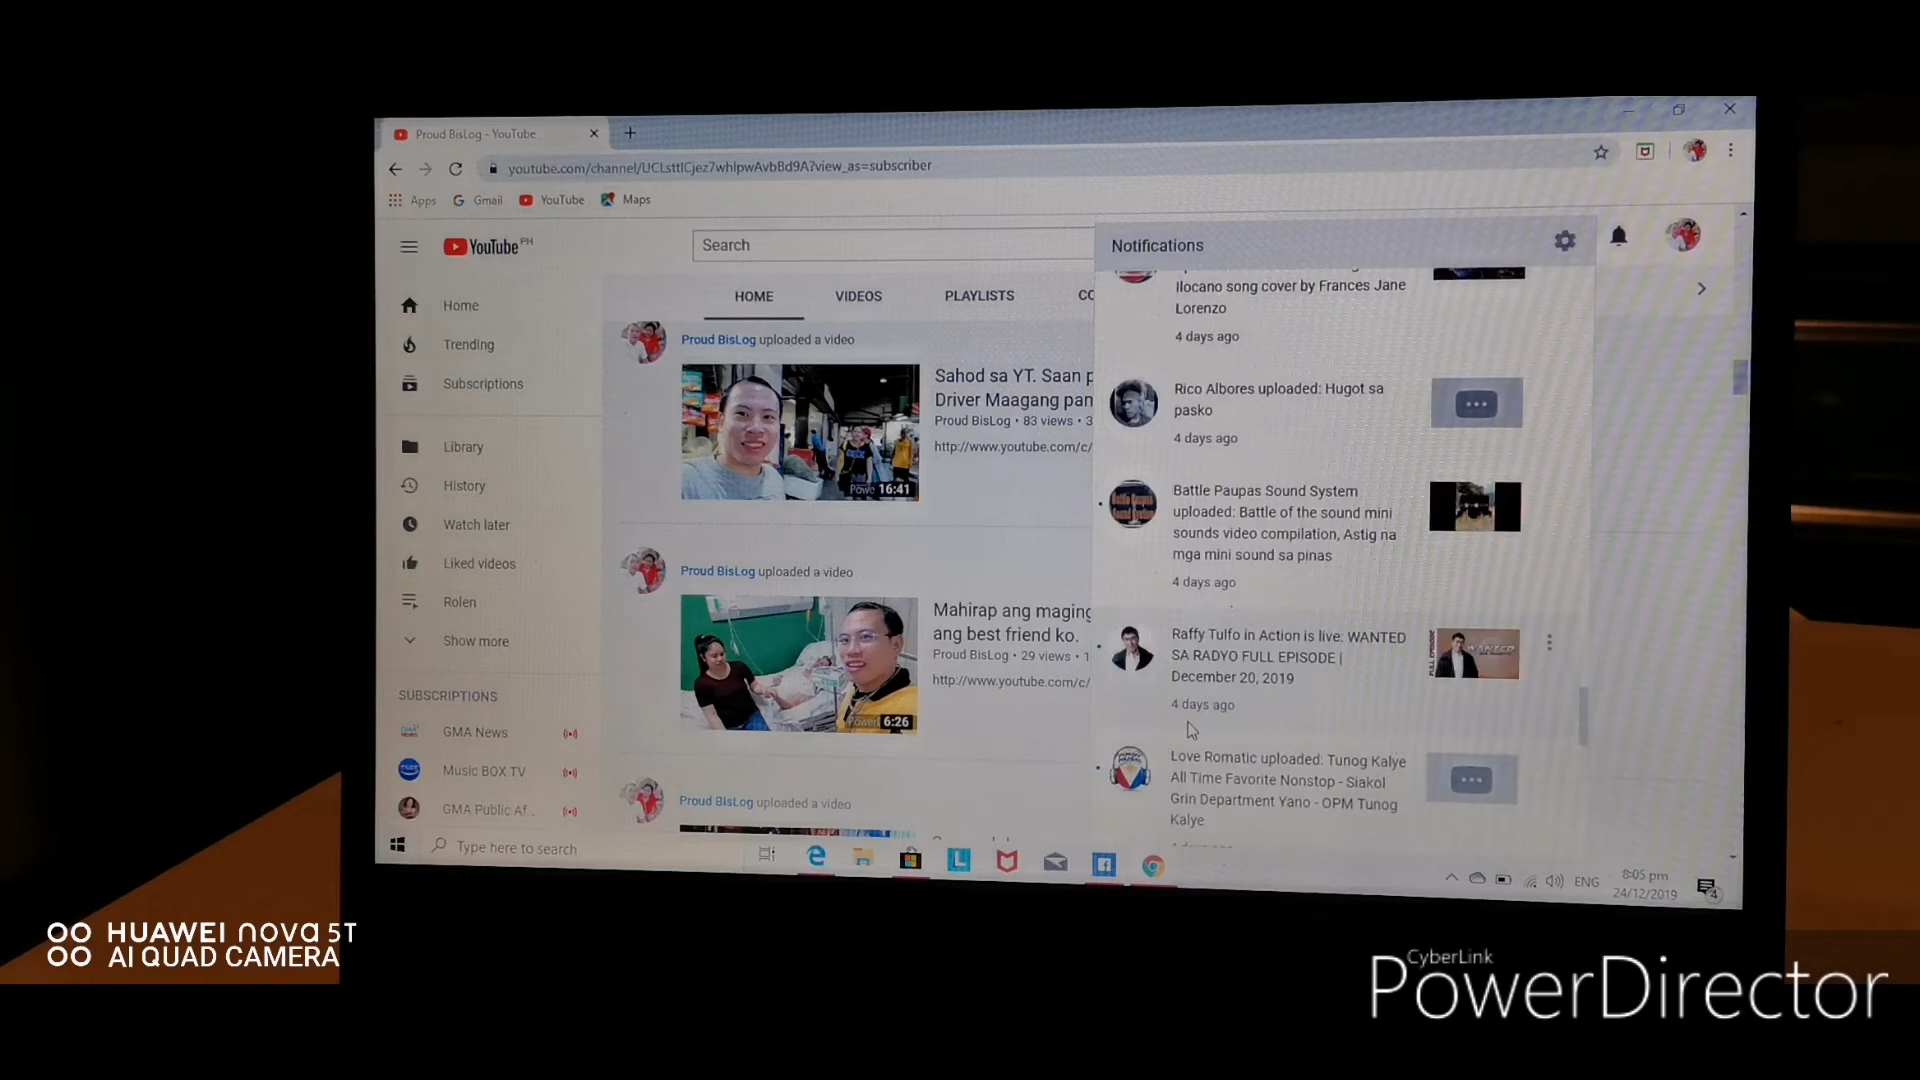 Proud BisLog - YouTube
youtube.com/channel/UCLsttlCjez7whlpwAvbBd9A?view_as=subscriber
Apps
Gmail
YouTube
Maps
YouTube PH
Search
Notifications
Home
Trending
Subscriptions
Library
History
Watch later
Liked videos
Rolen
Show more
SUBSCRIPTIONS
GMA News
Music BOX TV
GMA Public Af...
HOME
VIDEOS
PLAYLISTS
Proud BisLog uploaded a video
16:41
Sahod sa YT. Saan
Driver Maagang
Proud BisLog • 83 views •
http://www.youtube.com/c/
Proud BisLog uploaded a video
6:26
Mahirap ang maging
ang best friend ko.
Proud BisLog • 29 views •
http://www.youtube.com/c/
Proud BisLog uploaded a video
Ilocano song cover by Frances Jane
Lorenzo
4 days ago
Rico Albores uploaded: Hugot sa
pasko
4 days ago
Battle Paupas Sound System
uploaded: Battle of the sound mini
sounds video compilation, Astig na
mga mini sound sa pinas
4 days ago
Raffy Tulfo in Action is live: WANTED
SA RADYO FULL EPISODE |
December 20, 2019
4 days ago
Love Romatic uploaded: Tunog Kalye
All Time Favorite Nonstop - Siakol
Grin Department Yano - OPM Tunog
Kalye
Type here to search
ENG
8:05 pm
24/12/2019
4
HUAWEI nova 5T
AI QUAD CAMERA
CyberLink
PowerDirector